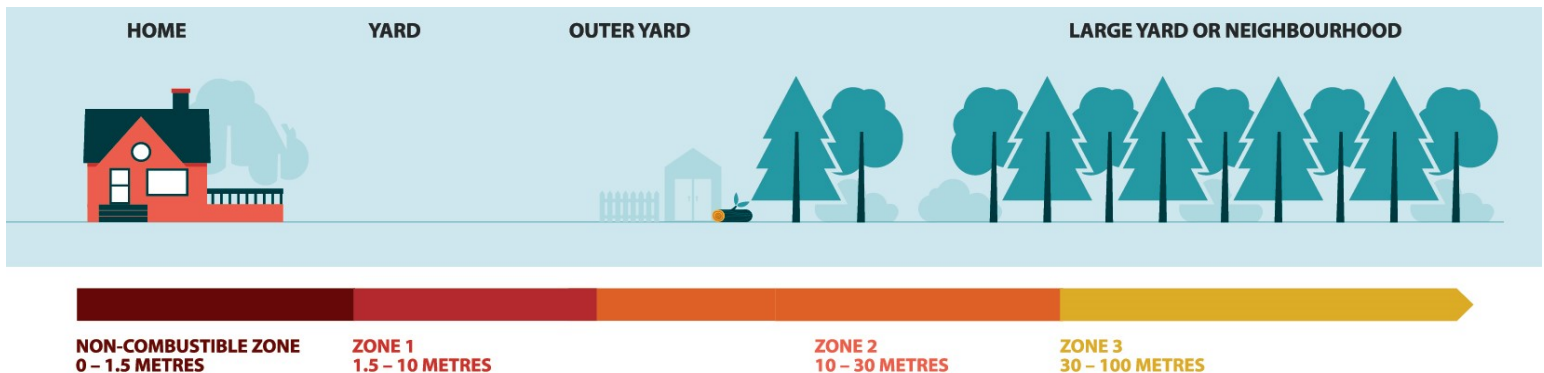 HOME
YARD
OUTER YARD
LARGE YARD OR NEIGHBOURHOOD
NON-COMBUSTIBLE ZONE
0 – 1.5 METRES
ZONE 1
1.5 – 10 METRES
ZONE 2
10 – 30 METRES
ZONE 3
30 – 100 METRES